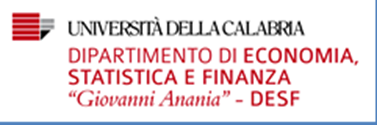 UNIVERSITÀ DELLA CALABRIA
DIPARTIMENTO DI ECONOMIA,
STATISTICA E FINANZA
“Giovanni Anania” - DESF